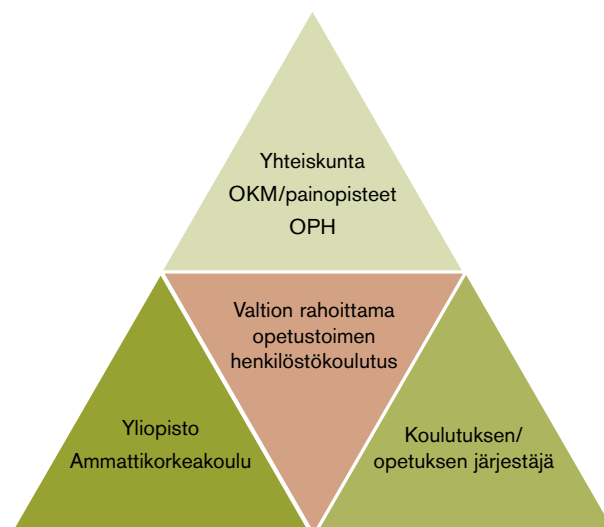 Yhteiskunta
OKM/painopisteet
OPH
Valtion rahoittama
opetustoimen
henkilöstökoulutus
Yliopisto
Ammattikorkeakoulu
Koulutuksen/
opetuksen järjestäjä